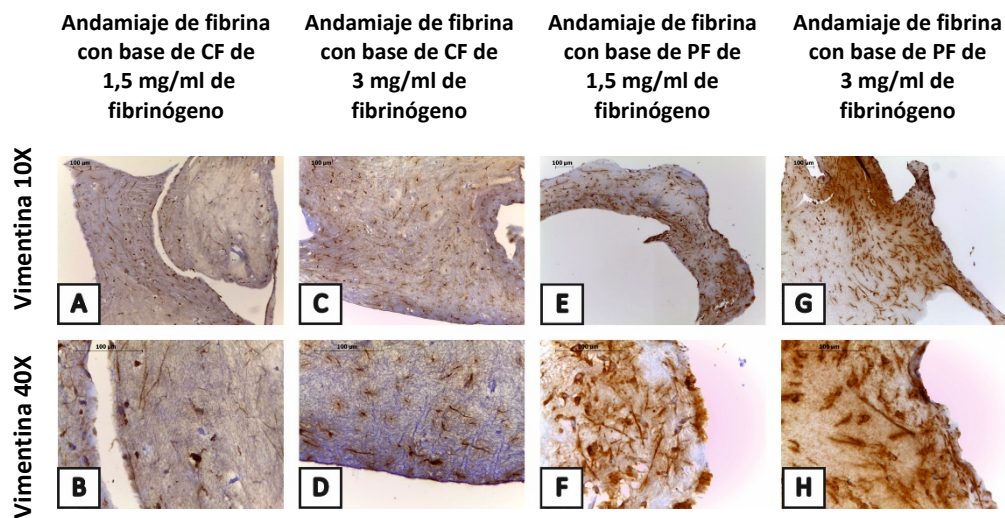 Andamiaje de fibrina
con base de CF de
1,5 mg/ml de
fibrinógeno
Andamiaje de fibrina
con base de CF de
3 mg/ml de
fibrinógeno
Andamiaje de fibrina
con base de PF de
1,5 mg/ml de
fibrinógeno
Andamiaje de fibrina
con base de PF de
3 mg/ml de
fibrinógeno
Vimentina 10X
100 µm
A
100 µm
C
100 µm
E
100 µm
G
Vimentina 40X
100 µm
B
100 µm
D
100 µm
F
100 µm
H